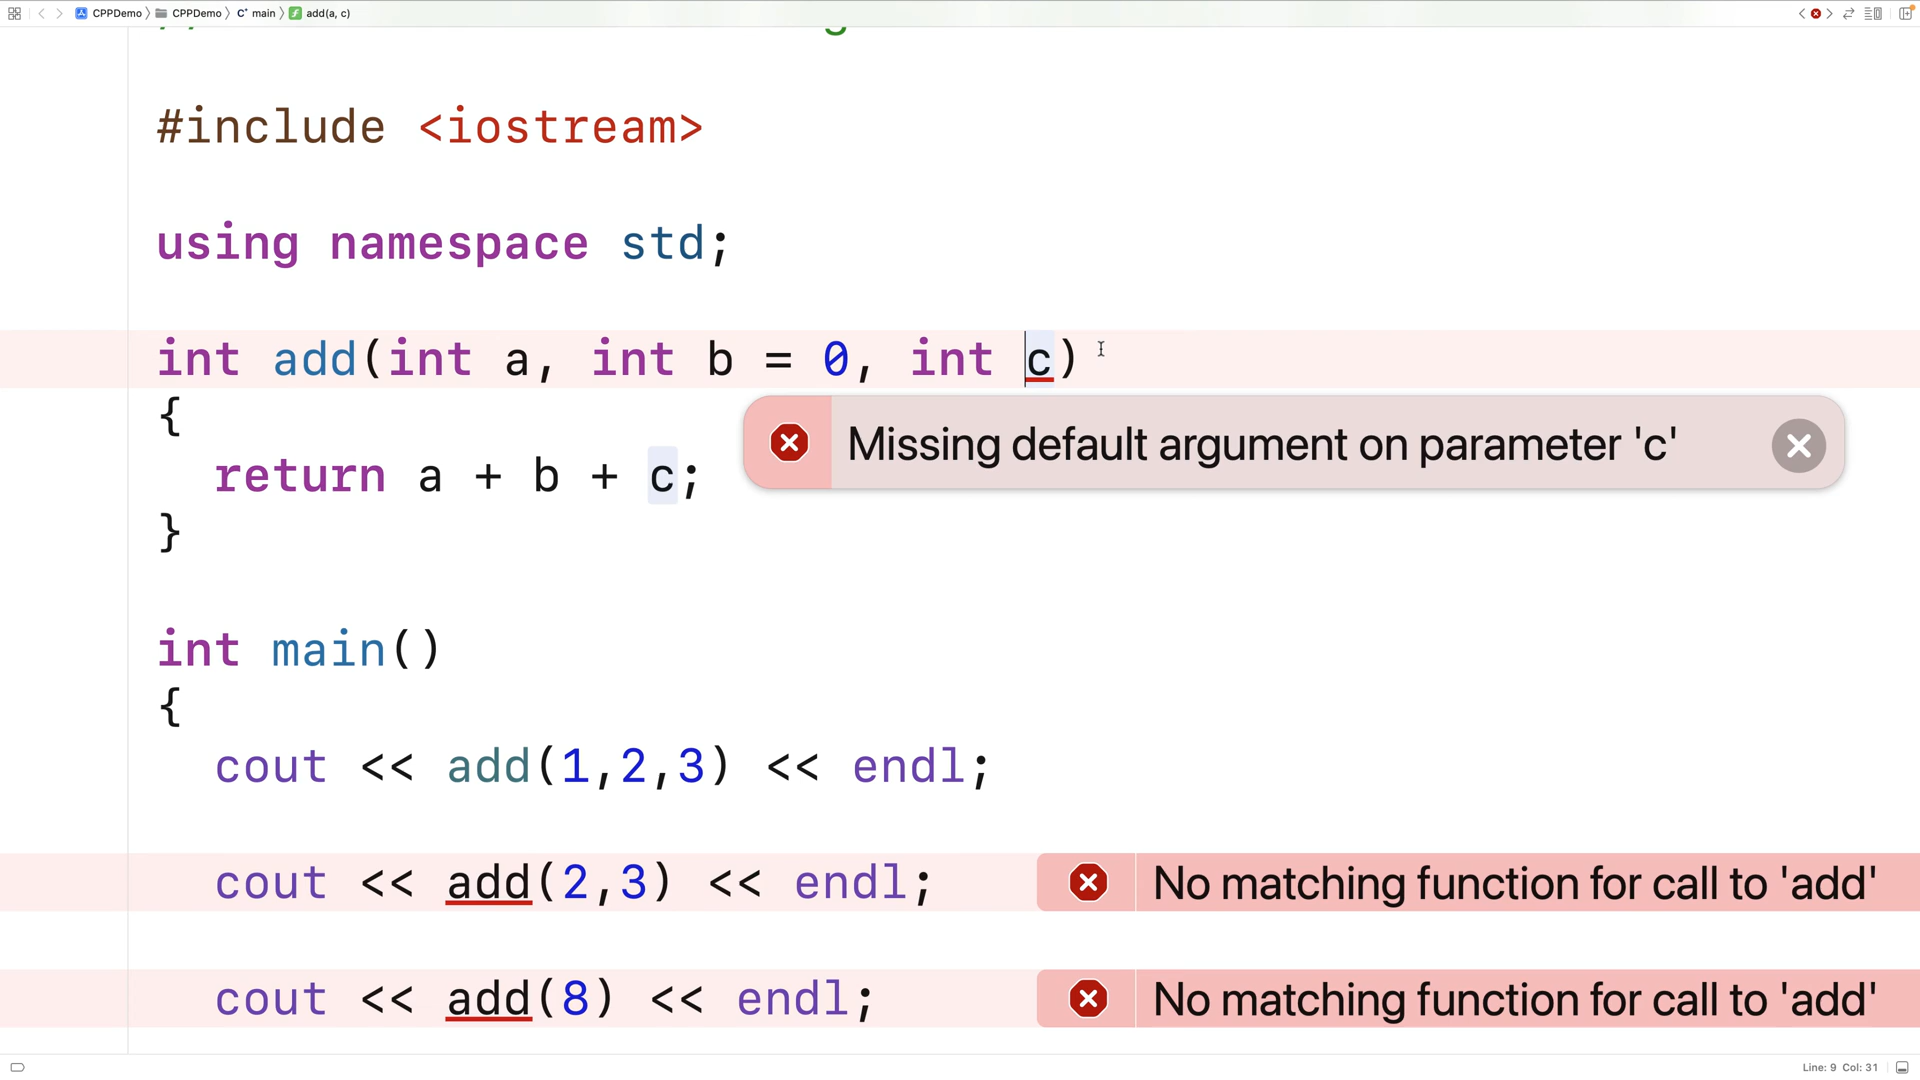 CPPDemo CPPDemo main add(a, c)
#include <iostream>
using namespace std;
int add(int a, int b = 0, int c)
{
Missing default argument on parameter 'c'
return a + b + c;
}
int main()
{
cout << add(1,2,3) << endl;
cout << add(2,3) << endl;
No matching function for call to 'add'
cout << add(8) << endl;
No matching function for call to 'add'
Line: 9 Col: 31